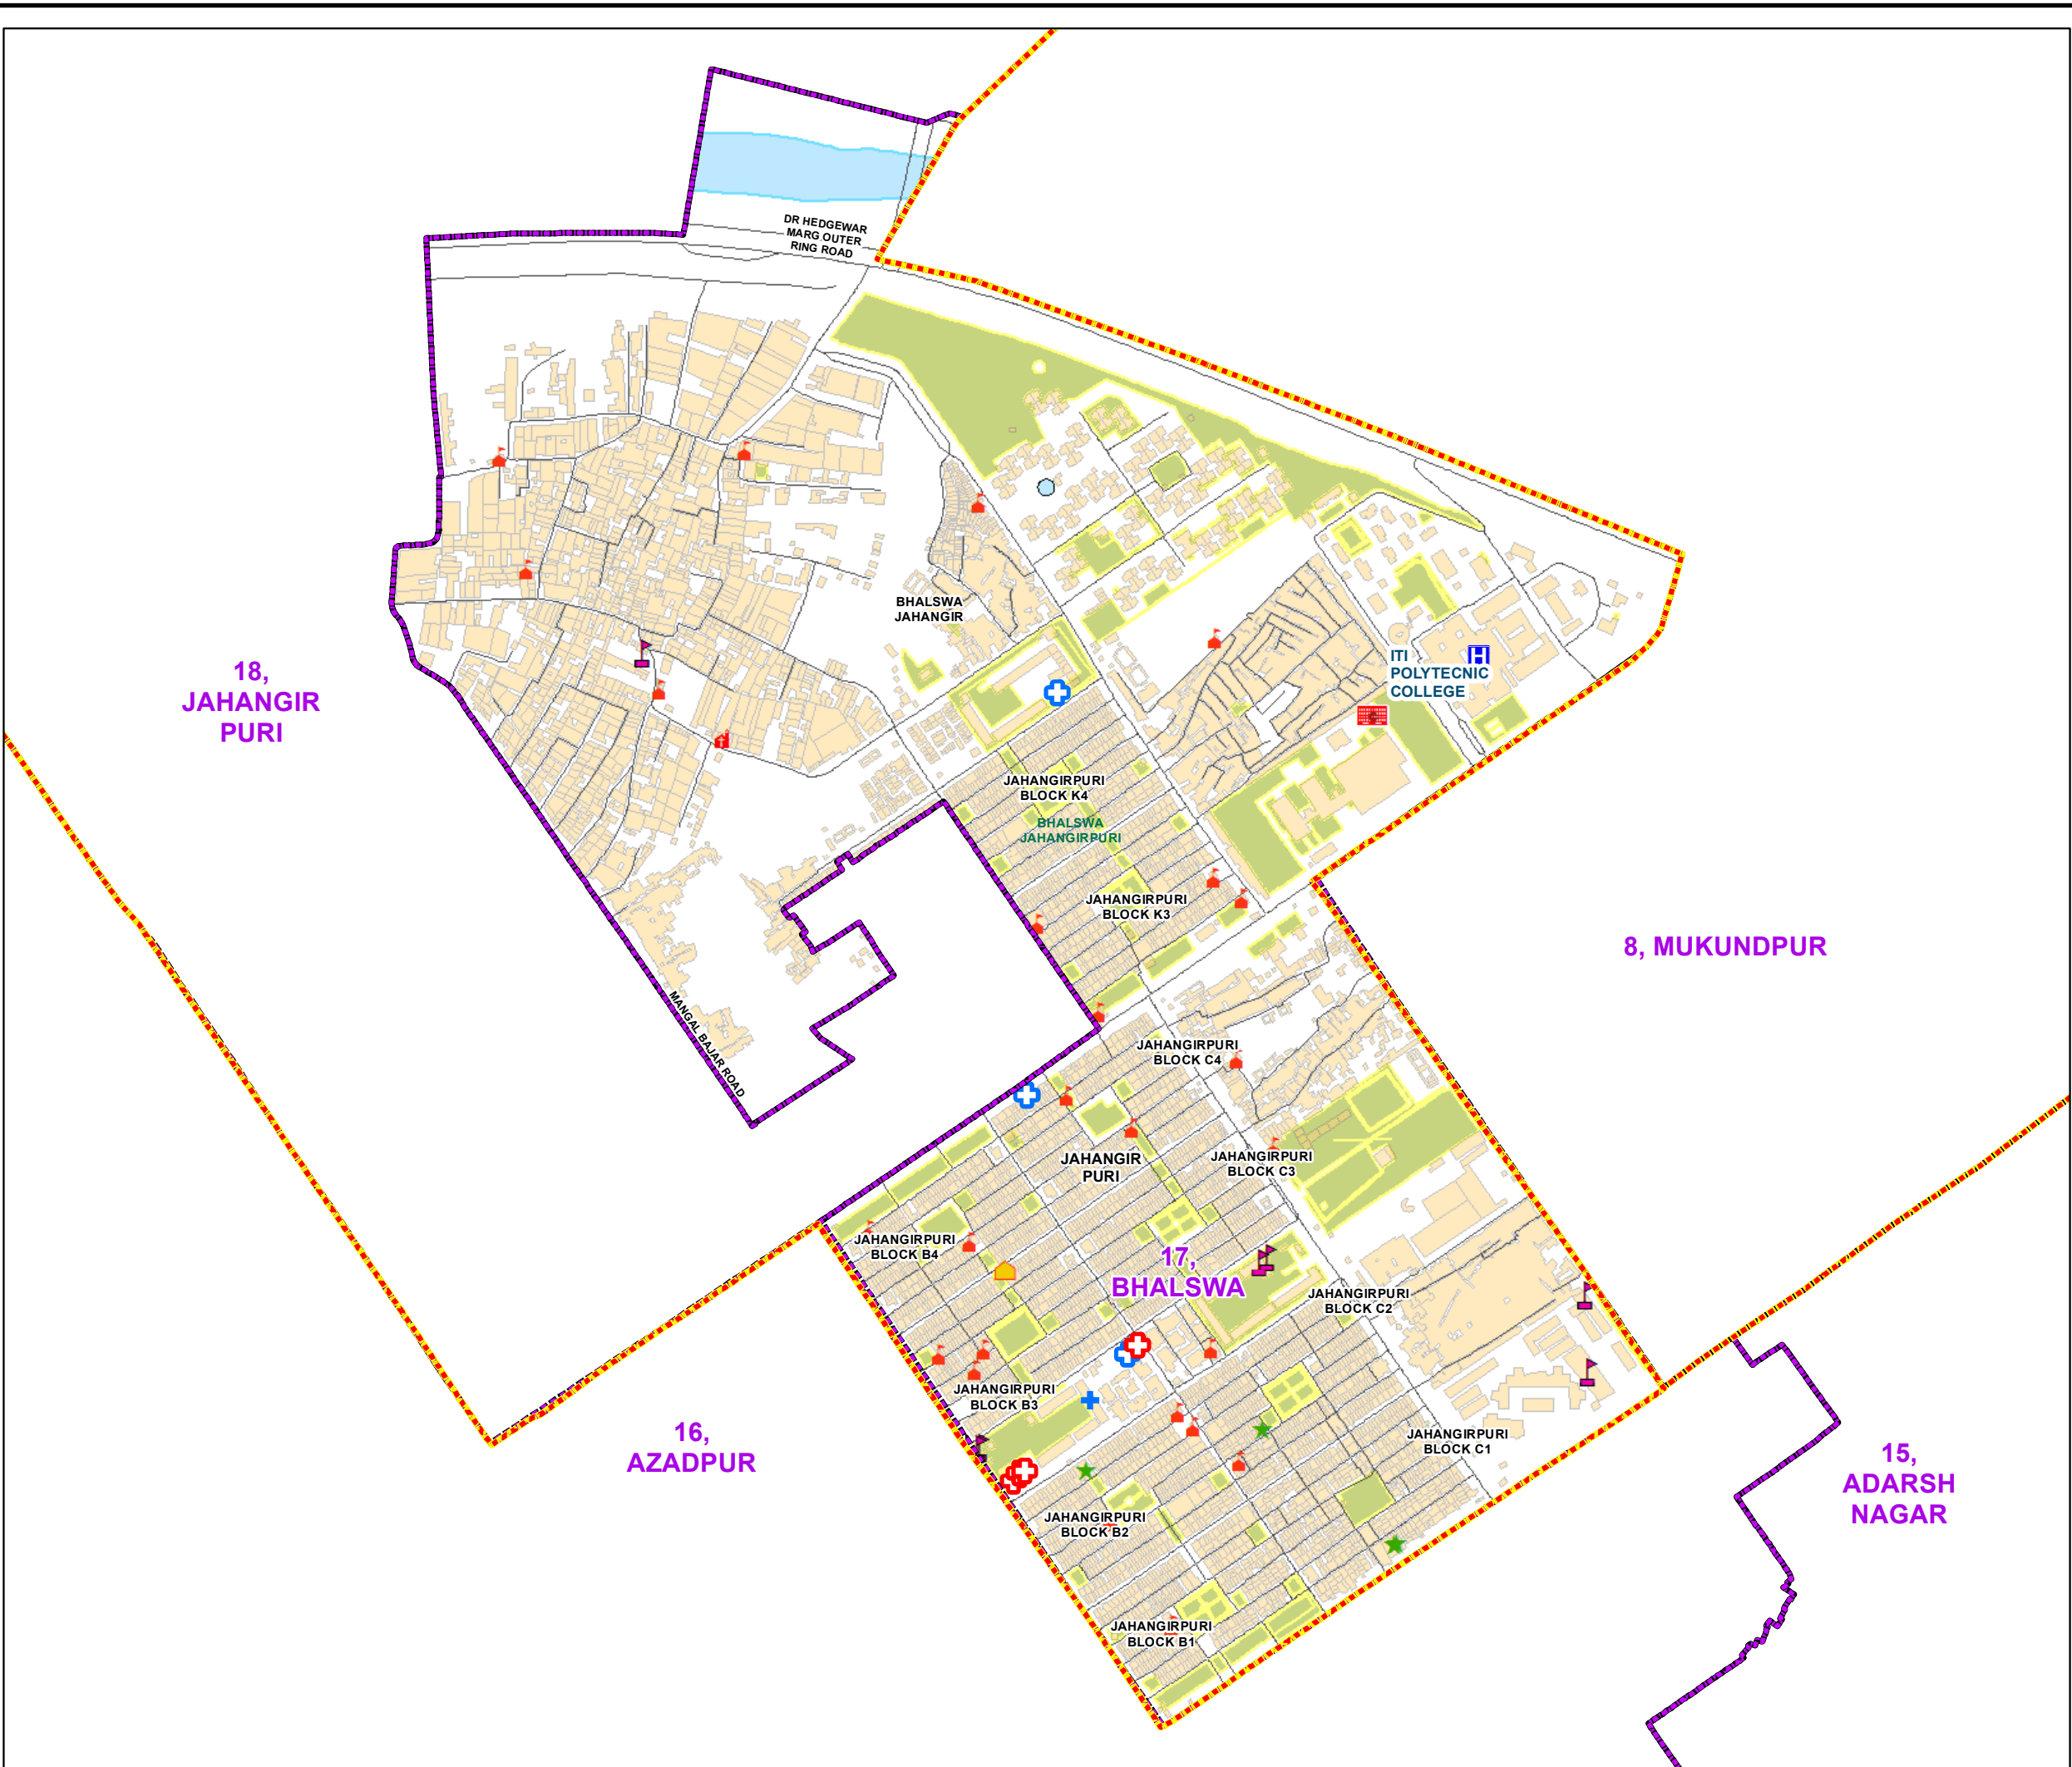 DR HEDGEWAR
MARG OUTER
RING ROAD
BHALSWA
JAHANGIR
18,
JAHANGIR
PURI
ITI
POLYTECNIC
COLLEGE
H
JAHANGIRPURI
BLOCK K4
BHALSWA
JAHANGIRPURI
JAHANGIRPURI
BLOCK K3
8, MUKUNDPUR
MANGAL BAJAR ROAD
JAHANGIRPURI
BLOCK C4
JAHANGIR
PURI
JAHANGIRPURI
BLOCK C3
JAHANGIRPURI
BLOCK B4
17,
BHALSWA
JAHANGIRPURI
BLOCK C2
JAHANGIRPURI
BLOCK B3
16,
AZADPUR
JAHANGIRPURI
BLOCK C1
15,
ADARSH
NAGAR
JAHANGIRPURI
BLOCK B2
JAHANGIRPURI
BLOCK B1